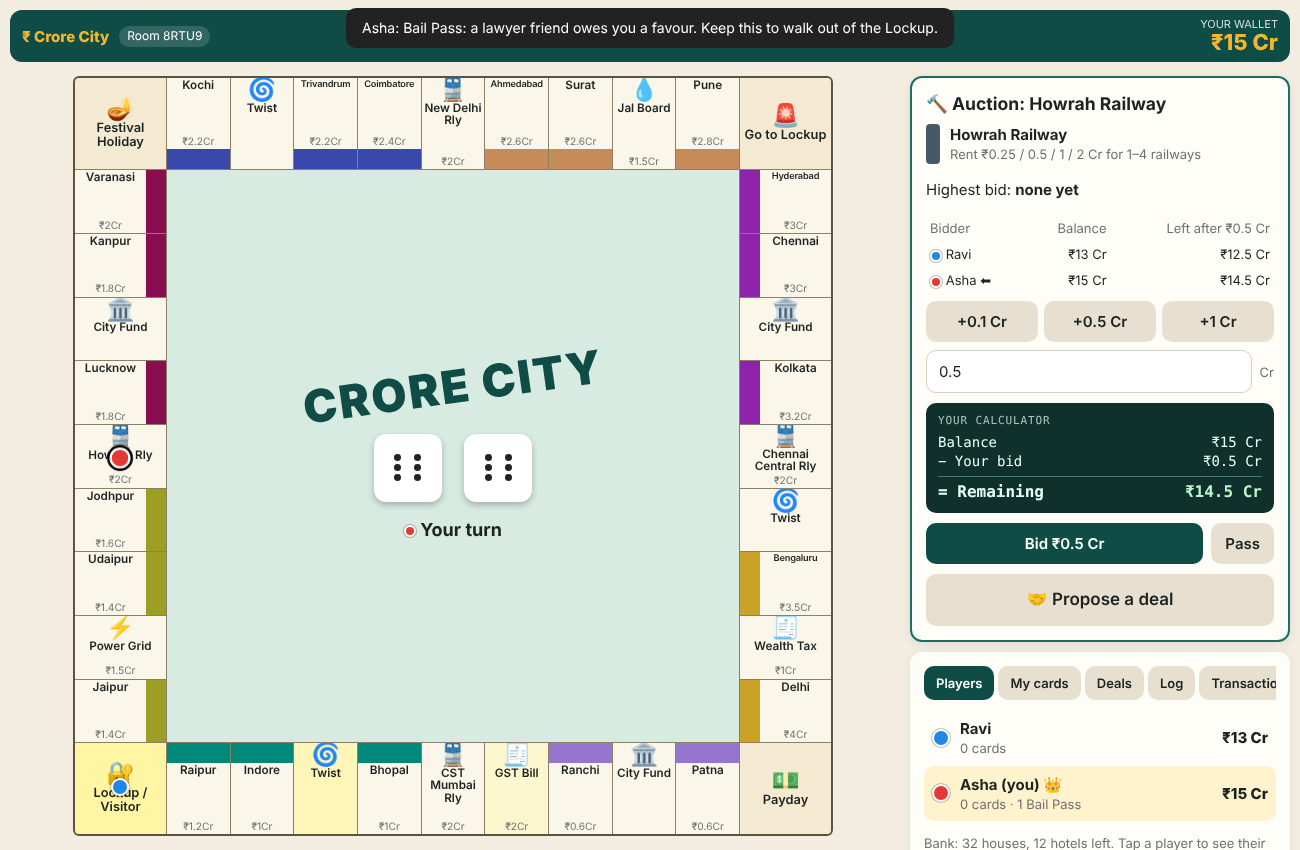 ₹ Crore City
Room 8RTU9
Asha: Bail Pass: a lawyer friend owes you a favour. Keep this to walk out of the Lockup.
YOUR WALLET
₹15 Cr
Festival Holiday
Kochi
₹2.2Cr
Twist
Trivandrum
₹2.2Cr
Coimbatore
₹2.4Cr
New Delhi Rly
₹2Cr
Ahmedabad
₹2.6Cr
Surat
₹2.6Cr
Jal Board
₹1.5Cr
Pune
₹2.8Cr
Go to Lockup
Varanasi
₹2Cr
Kanpur
₹1.8Cr
City Fund
Lucknow
₹1.8Cr
Rly
₹2Cr
Jodhpur
₹1.6Cr
Udaipur
₹1.4Cr
Power Grid
₹1.5Cr
Jaipur
₹1.4Cr
CRORE CITY
Your turn
Hyderabad
₹3Cr
Chennai
₹3Cr
City Fund
Kolkata
₹3.2Cr
Chennai Central Rly
₹2Cr
Twist
Bengaluru
₹3.5Cr
Wealth Tax
₹1Cr
Delhi
₹4Cr
Lockup / Visitor
Raipur
₹1.2Cr
Indore
₹1Cr
Twist
Bhopal
₹1Cr
CST Mumbai Rly
₹2Cr
GST Bill
₹2Cr
Ranchi
₹0.6Cr
City Fund
Patna
₹0.6Cr
Payday
Auction: Howrah Railway
Howrah Railway
Rent ₹0.25 / 0.5 / 1 / 2 Cr for 1–4 railways
Highest bid: none yet
Bidder Balance Left after ₹0.5 Cr
Ravi ₹13 Cr ₹12.5 Cr
Asha ⬅ ₹15 Cr ₹14.5 Cr
+0.1 Cr +0.5 Cr +1 Cr
0.5 Cr
YOUR CALCULATOR
Balance ₹15 Cr
− Your bid ₹0.5 Cr
= Remaining ₹14.5 Cr
Bid ₹0.5 Cr Pass
Propose a deal
Players My cards Deals Log Transactio
Ravi
0 cards
₹13 Cr
Asha (you)
0 cards · 1 Bail Pass
₹15 Cr
Bank: 32 houses, 12 hotels left. Tap a player to see their